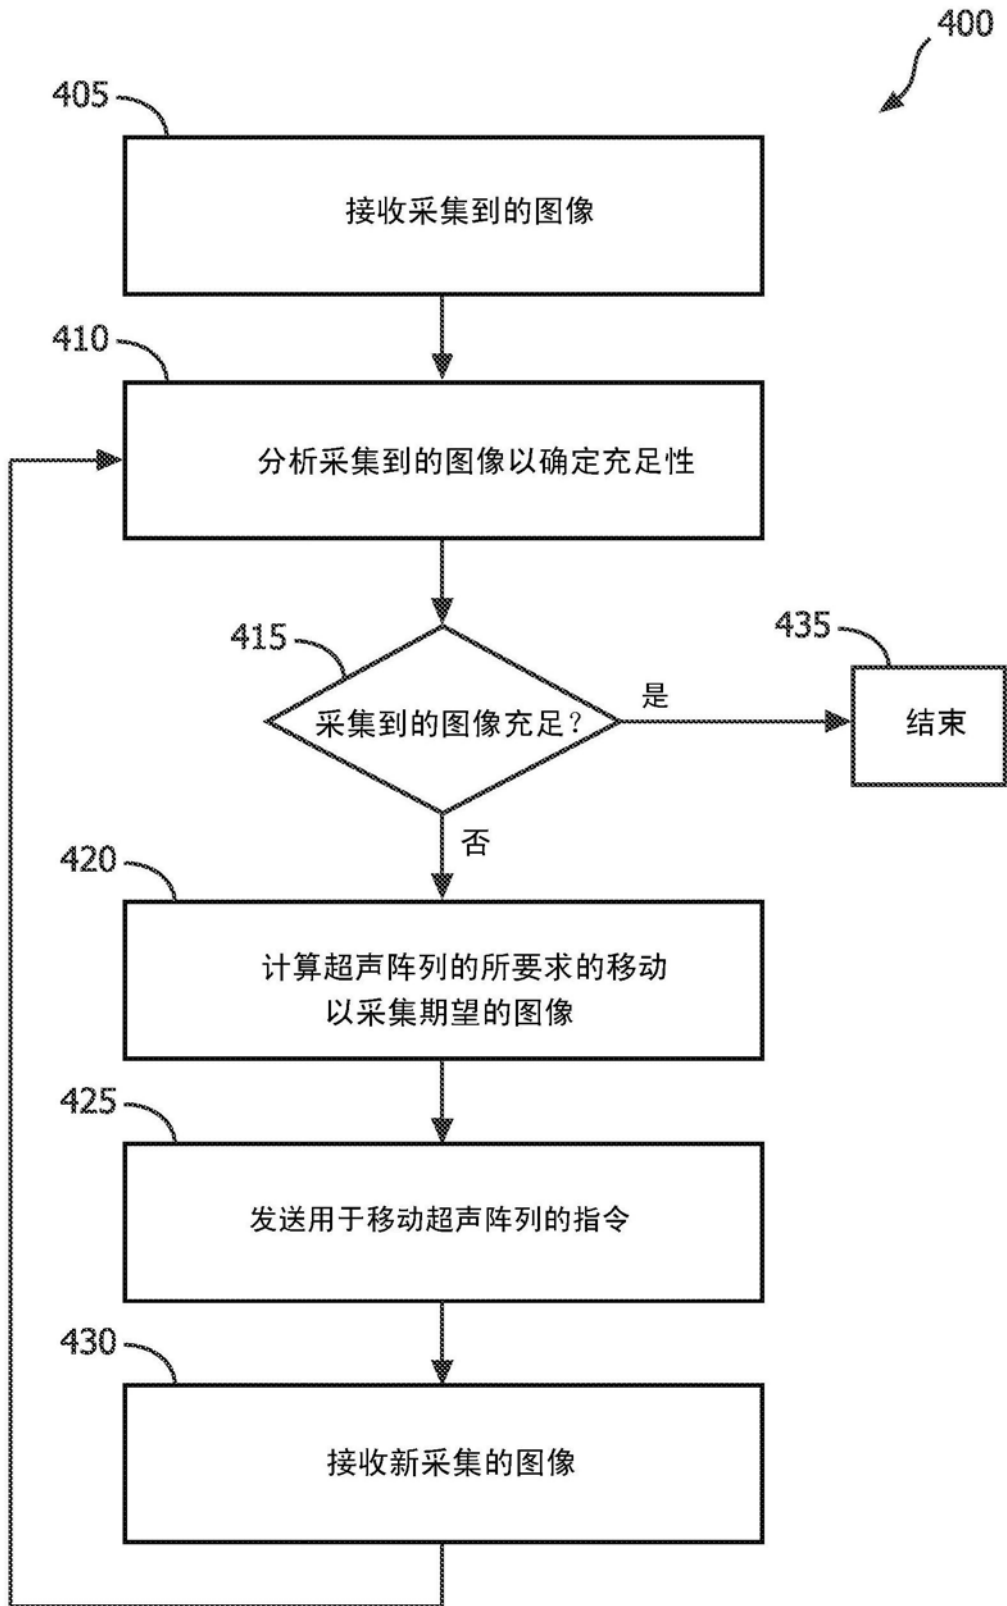 400
405
接收采集到的图像
410
分析采集到的图像以确定充足性
415
采集到的图像充足？
是
435
结束
否
420
计算超声阵列的所要求的移动
以采集期望的图像
425
发送用于移动超声阵列的指令
430
接收新采集的图像